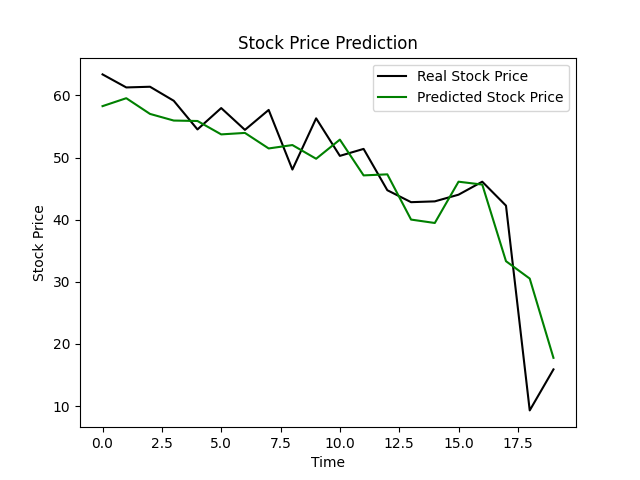 Stock Price Prediction
Real Stock Price
Predicted Stock Price
60
50
40
30
20
10
Stock Price
0.0 2.5 5.0 7.5 10.0 12.5 15.0 17.5
Time